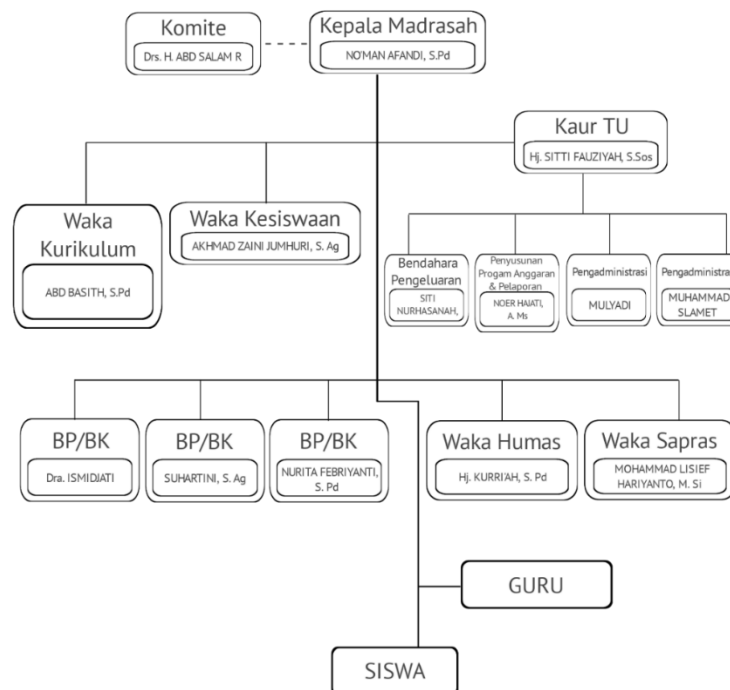 Komite
Drs. H. ABD SALAM R
Kepala Madrasah
NO'MAN AFANDI, S.Pd
Kaur TU
Hj. SITTI FAUZIYAH, S.Sos
Waka
Kurikulum
ABD BASITH, S.Pd
Waka Kesiswaan
AKHMAD ZAINI JUMHURI, S. Ag
Bendahara
Pengeluaran
SITI
NURHASANAH,
Penyusunan
Progam Anggaran
& Pelaporan
NOER HAIATI,
A. Ms
Pengadministrasi
MULYADI
Pengadministra
MUHAMMAD
SLAMET
BP/BK
Dra. ISMIDJATI
BP/BK
SUHARTINI, S. Ag
BP/BK
NURITA FEBRIYANTI,
S. Pd
Waka Humas
Hj. KURRI'AH, S. Pd
Waka Sapras
MOHAMMAD LISIEF
HARIYANTO, M. Si
GURU
SISWA